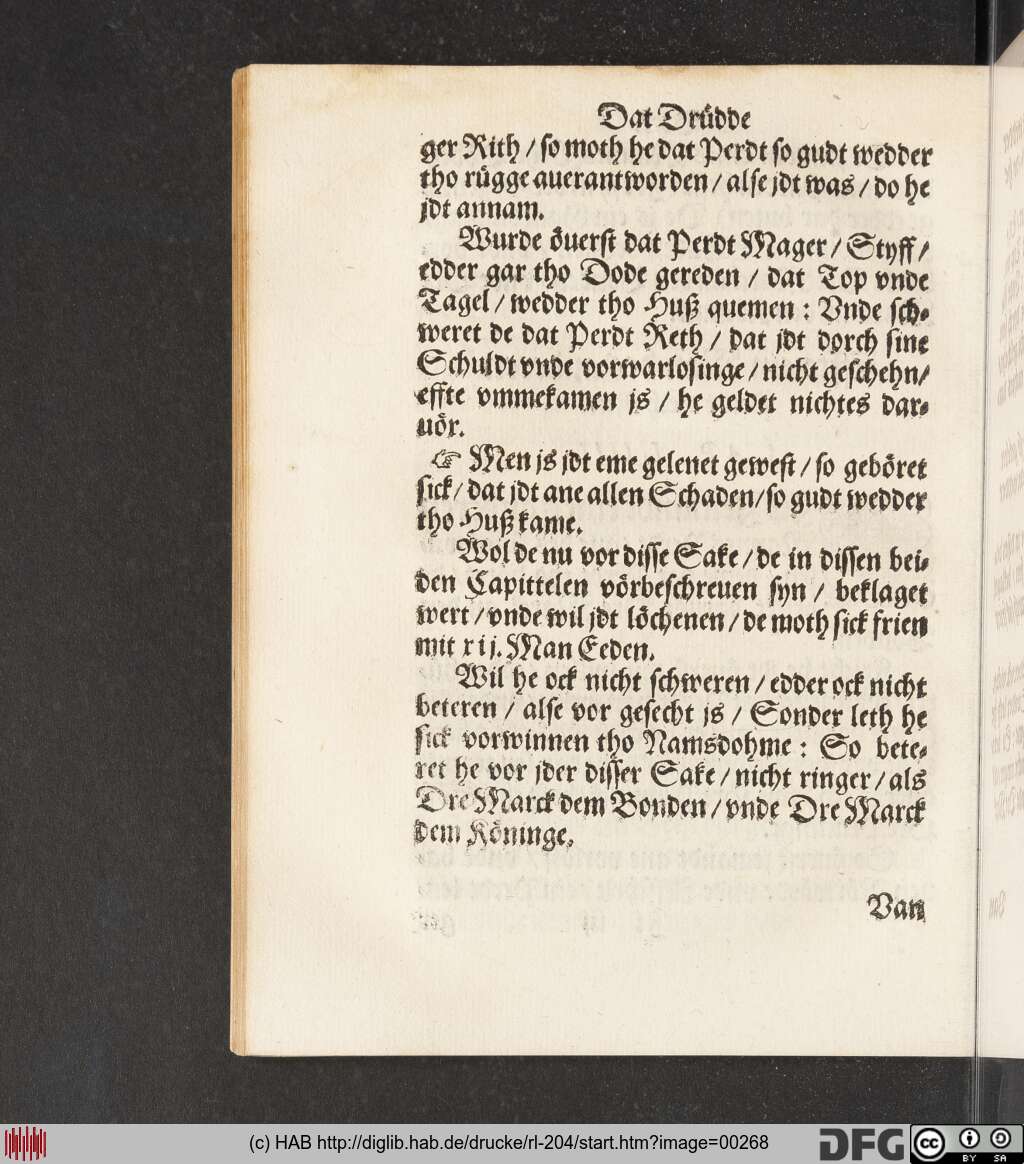 Dat Drüdde
ger Rith / so moth he dat Perdt so gudt wedder
tho rügge auerantworden / alse jdt was / do he
jdt annam.
Wurde öuerst dat Perdt Mager / Styff /
edder gar tho Dode gereden / dat Top vnde
Tagel / wedder tho Huß quemen : Vnde sch-
weret de dat Perdt Reth / dat jdt dorch sine
Schuldt vnde vorwarlosinge / nicht geschehn /
effte vmmekamen js / he geldet nichtes dar-
uör.
☞ Men js jdt eme gelenet gewest / so geböret
sick / dat jdt ane allen Schaden / so gudt wedder
tho Huß kame.
Wol de nu vor disse Sake / de in dissen bei-
den Capittelen vörbeschreuen syn / beklaget
wert / vnde wil jdt löchenen / de moth sick frien
mit xij. Man Eeden.
Wil he ock nicht schweren / edder ock nicht
beteren / alse vor gesecht js / Sonder leth he
sick vorwinnen tho Namsdohme : So bete-
ret he vor jder disser Sake / nicht ringer / als
Dre Marck dem Bonden / vnde Dre Marck
dem Köninge.
Van
(c) HAB http://diglib.hab.de/drucke/rl-204/start.htm?image=00268
DFG
cc BY SA